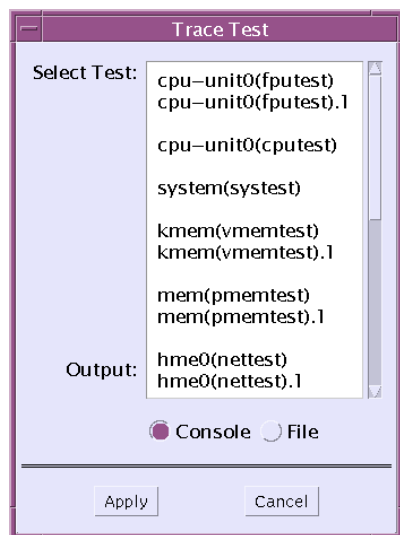 Trace Test
Select Test:
cpu-unit0(fputest)
cpu-unit0(fputest).1
cpu-unit0(cputest)
system(systest)
kmem(vmemtest)
kmem(vmemtest).1
mem(pmemtest)
mem(pmemtest).1
hme0(nettest)
hme0(nettest).1
Output:
Console File
Apply Cancel